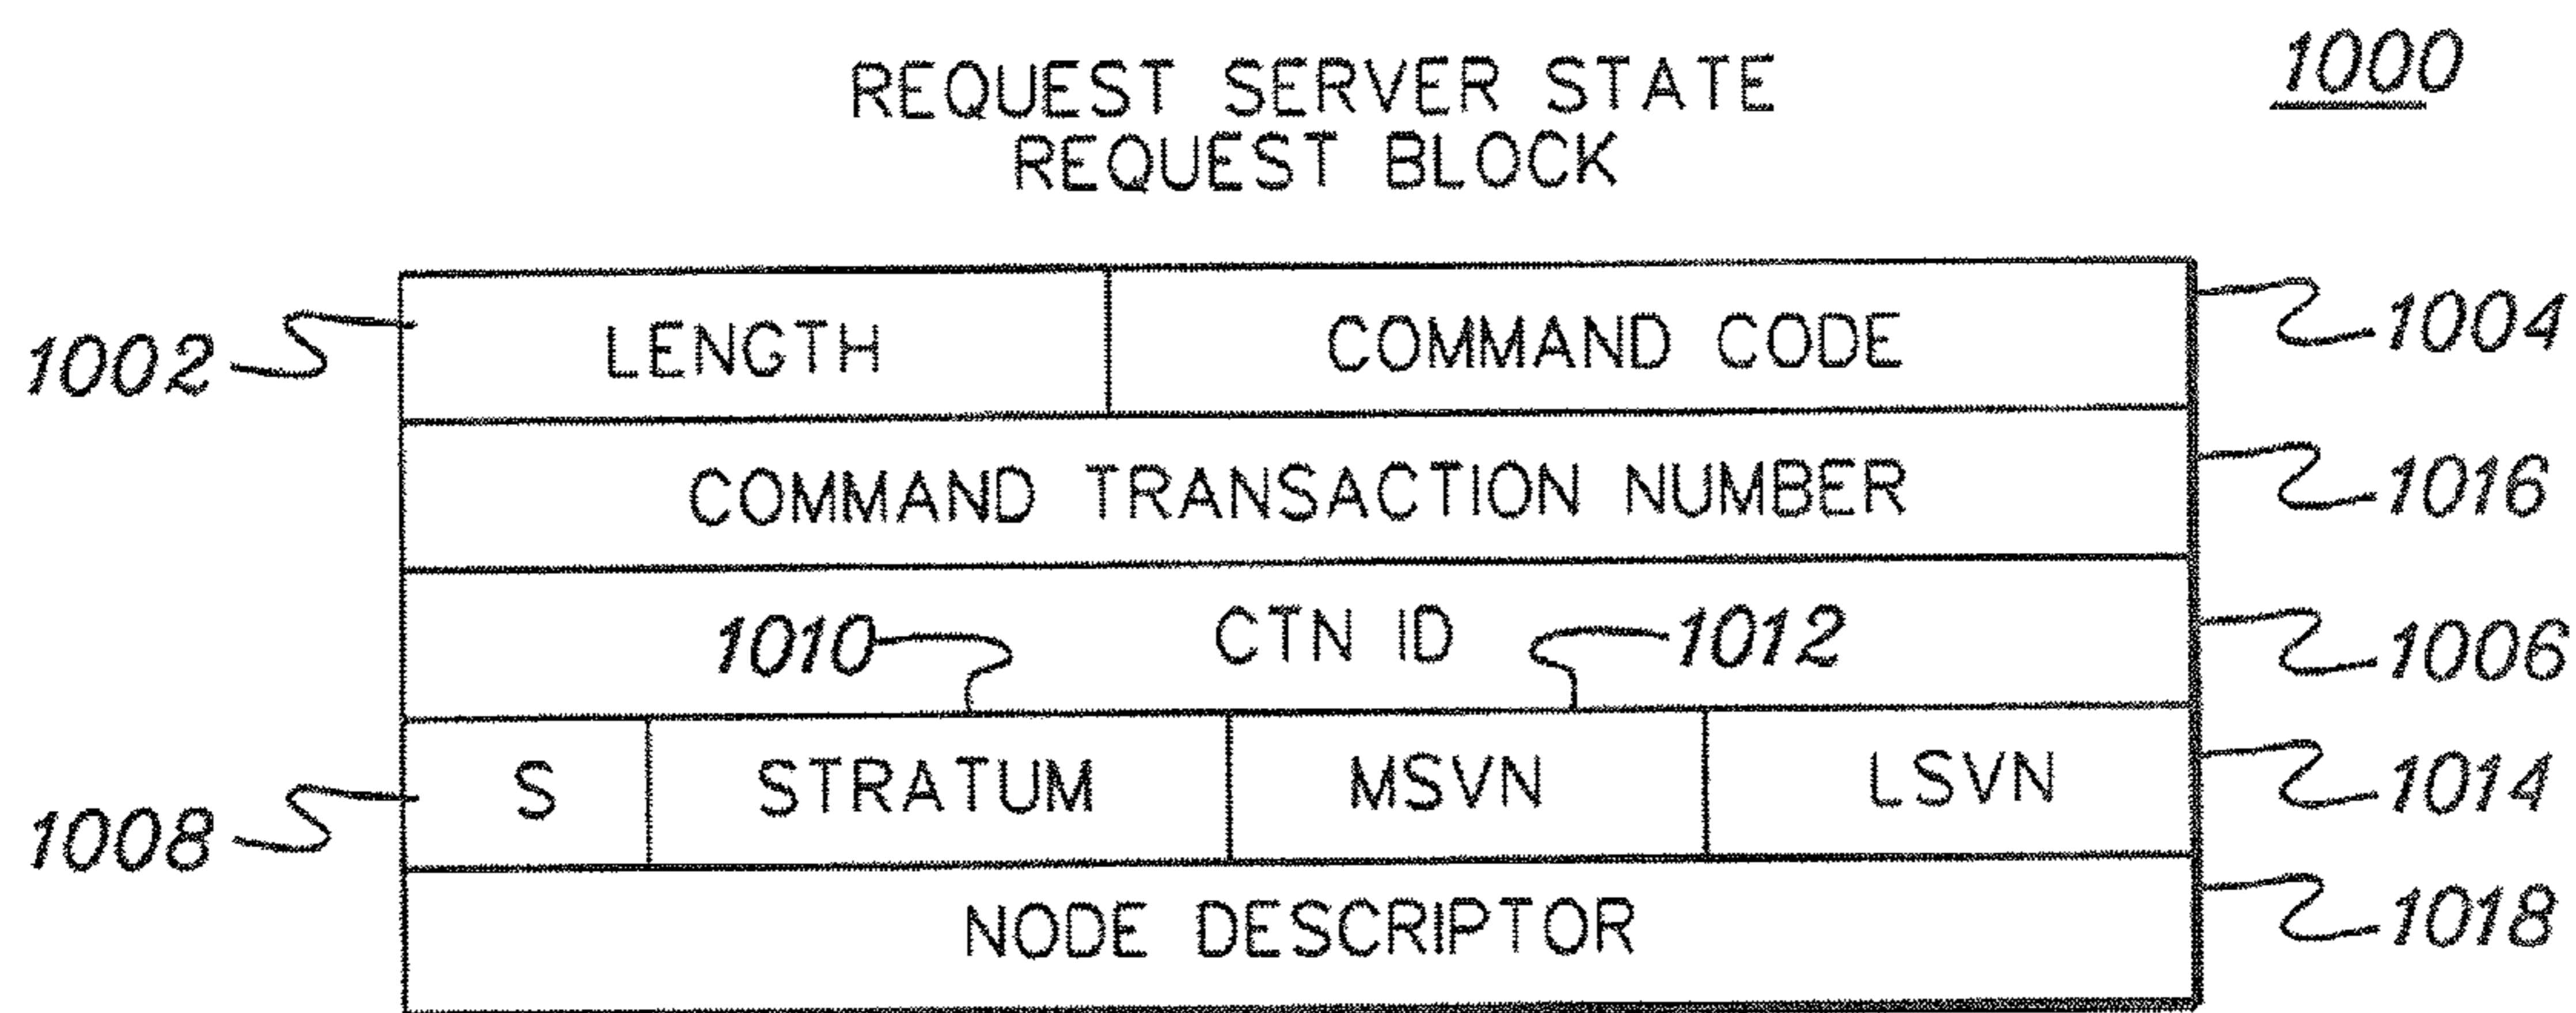 REQUEST SERVER STATE
REQUEST BLOCK
1000
1002 LENGTH COMMAND CODE 1004
COMMAND TRANSACTION NUMBER 1016
1010 CTN ID 1012 1006
1008 S STRATUM MSVN LSVN 1014
NODE DESCRIPTOR 1018